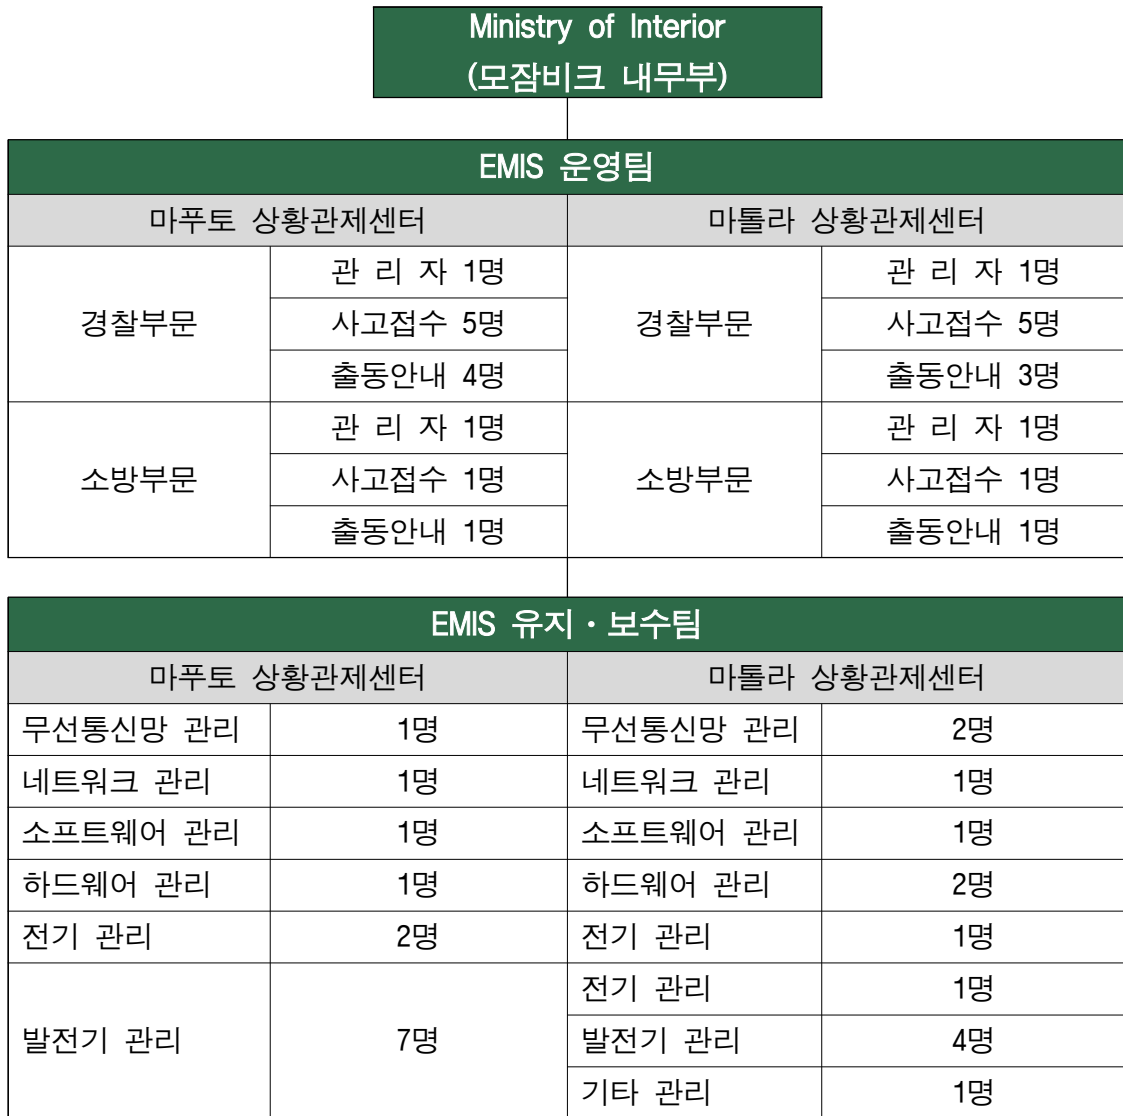 Ministry of Interior
(모잠비크 내무부)
EMIS 운영팀
마푸토 상황관제센터 마톨라 상황관제센터
관 리 자 1명 관 리 자 1명
경찰부문 사고접수 5명 경찰부문 사고접수 5명
출동안내 4명 출동안내 3명
관 리 자 1명 관 리 자 1명
소방부문 사고접수 1명 소방부문 사고접수 1명
출동안내 1명 출동안내 1명
EMIS 유지·보수팀
마푸토 상황관제센터 마톨라 상황관제센터
무선통신망 관리 1명 무선통신망 관리 2명
네트워크 관리 1명 네트워크 관리 1명
소프트웨어 관리 1명 소프트웨어 관리 1명
하드웨어 관리 1명 하드웨어 관리 2명
전기 관리 2명 전기 관리 1명
전기 관리 1명
발전기 관리 7명 발전기 관리 4명
기타 관리 1명